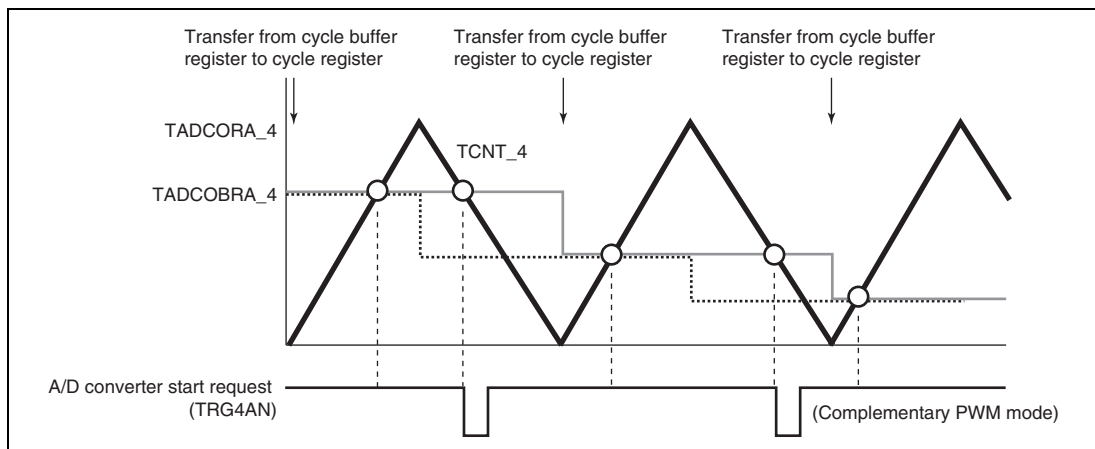 Transfer from cycle buffer
register to cycle register
Transfer from cycle buffer
register to cycle register
Transfer from cycle buffer
register to cycle register
TADCORA_4
TCNT_4
TADCOBRA_4
A/D converter start request
(TRG4AN)
(Complementary PWM mode)